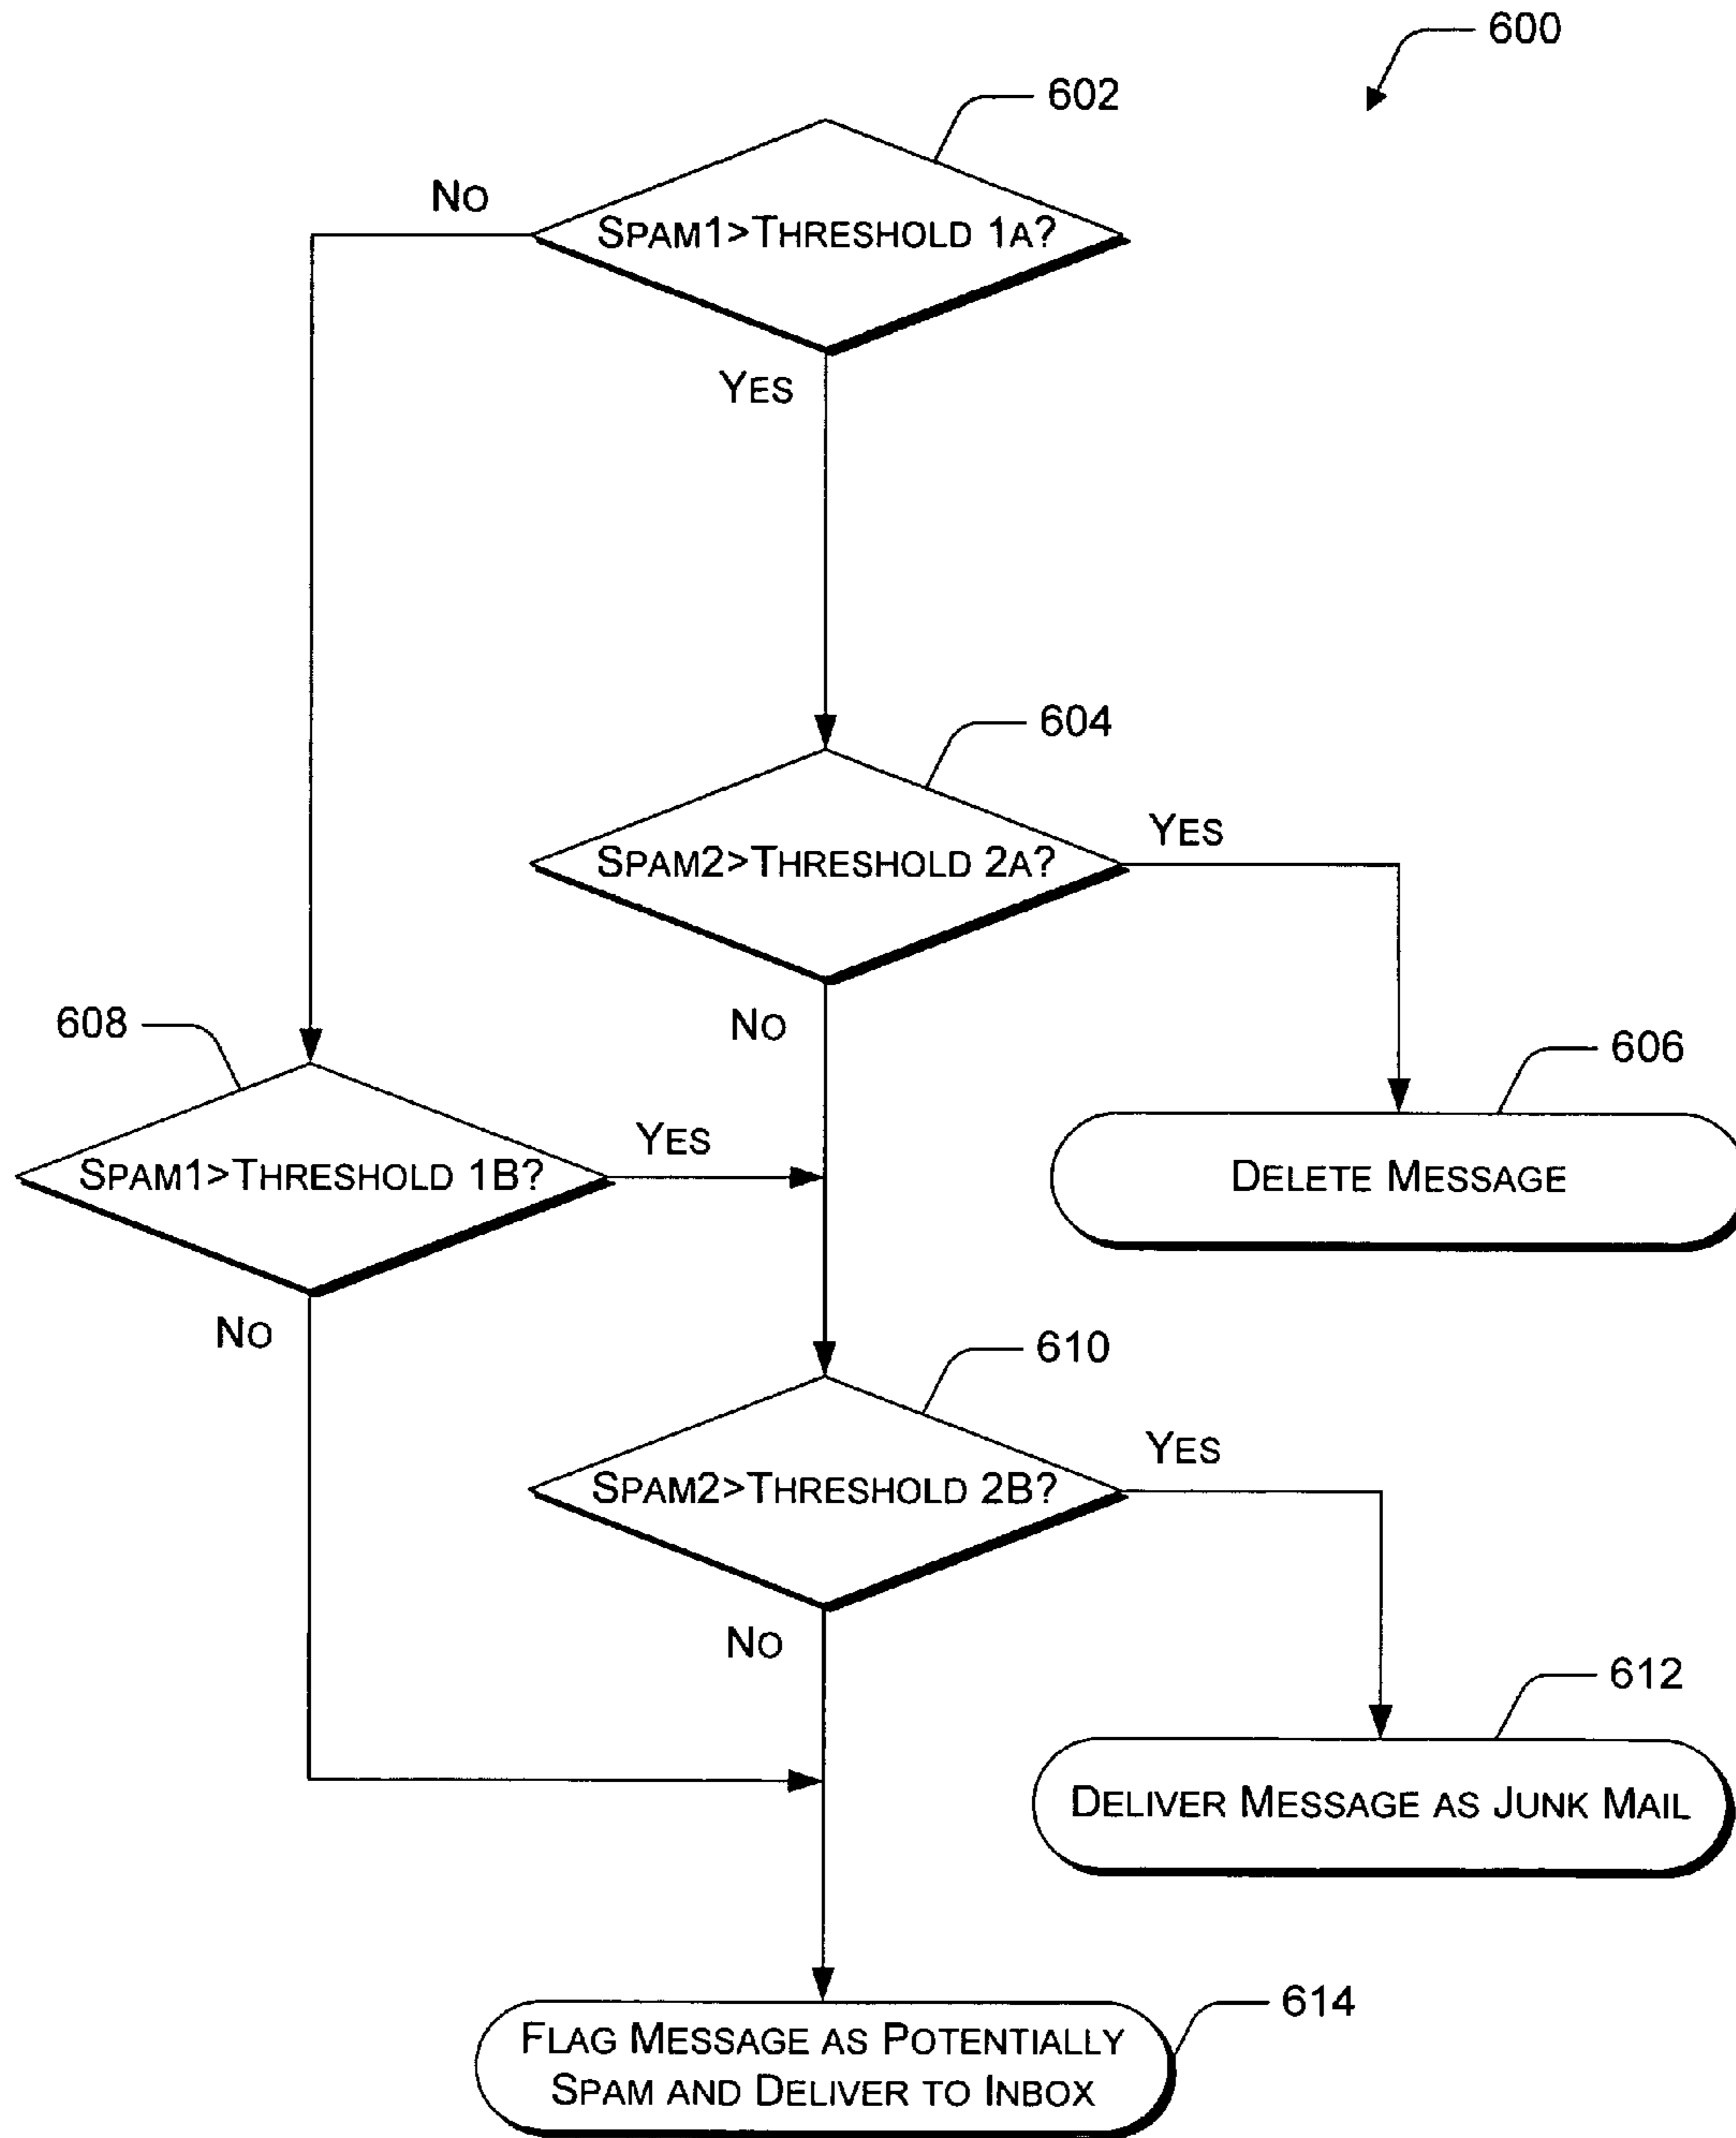 600
602
NO
SPAM1>THRESHOLD 1A?
YES
604
YES
SPAM2>THRESHOLD 2A?
608
NO
606
YES
SPAM1>THRESHOLD 1B?
DELETE MESSAGE
NO
610
YES
SPAM2>THRESHOLD 2B?
NO
612
DELIVER MESSAGE AS JUNK MAIL
614
FLAG MESSAGE AS POTENTIALLY
SPAM AND DELIVER TO INBOX